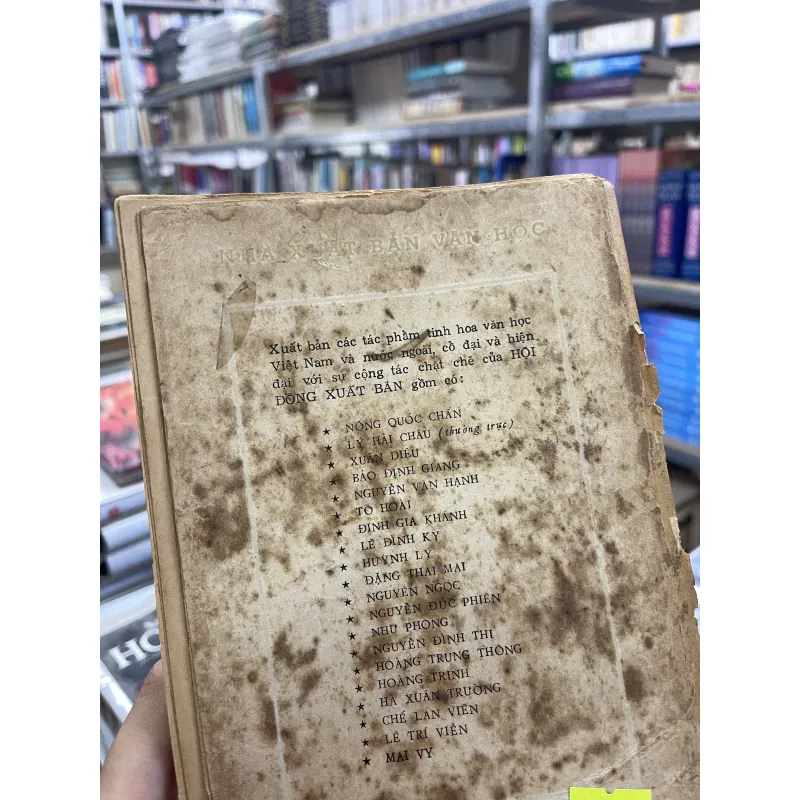 NHÀ XUẤT BẢN VĂN HỌC
Xuất bản các tác phẩm tinh hoa văn học
Việt Nam và nước ngoài, cổ đại và hiện
đại với sự cộng tác chặt chẽ của HỘI
ĐỒNG XUẤT BẢN gồm có:
★ NÔNG QUỐC CHẤN
★ LÝ HẢI CHÂU (thường trực)
★ XUÂN DIỆU
★ BẢO ĐỊNH GIANG
★ NGUYỄN VĂN HẠNH
★ TÔ HOÀI
★ ĐINH GIA KHÁNH
★ LÊ ĐÌNH KỴ
★ HUỲNH LÝ
★ ĐẶNG THAI MAI
★ NGUYÊN NGỌC
★ NGUYỄN ĐỨC PHIÊN
★ NHƯ PHONG
★ NGUYỄN ĐÌNH THI
★ HOÀNG TRUNG THÔNG
★ HOÀNG TRINH
★ HÀ XUÂN TRƯỜNG
★ CHẾ LAN VIÊN
★ LÊ TRÍ VIỄN
★ MAI VY
HỒ